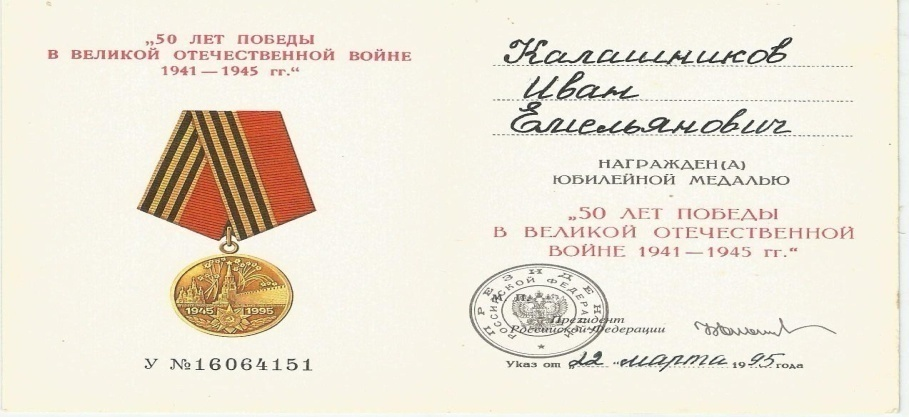 „50 ЛЕТ ПОБЕДЫ
В ВЕЛИКОЙ ОТЕЧЕСТВЕННОЙ ВОЙНЕ
1941 — 1945 гг.“
1945 1995
У №16064151
Калашников
Иван
Емельянович
НАГРАЖДЕН(А)
ЮБИЛЕЙНОЙ МЕДАЛЬЮ
„50 ЛЕТ ПОБЕДЫ
В ВЕЛИКОЙ ОТЕЧЕСТВЕННОЙ
ВОЙНЕ 1941 — 1945 гг.“
ПРЕЗИДЕНТ
РОССИЙСКОЙ ФЕДЕРАЦИИ
М. П.
Президент
Российской Федерации
Указ от „22“ марта 1995 года